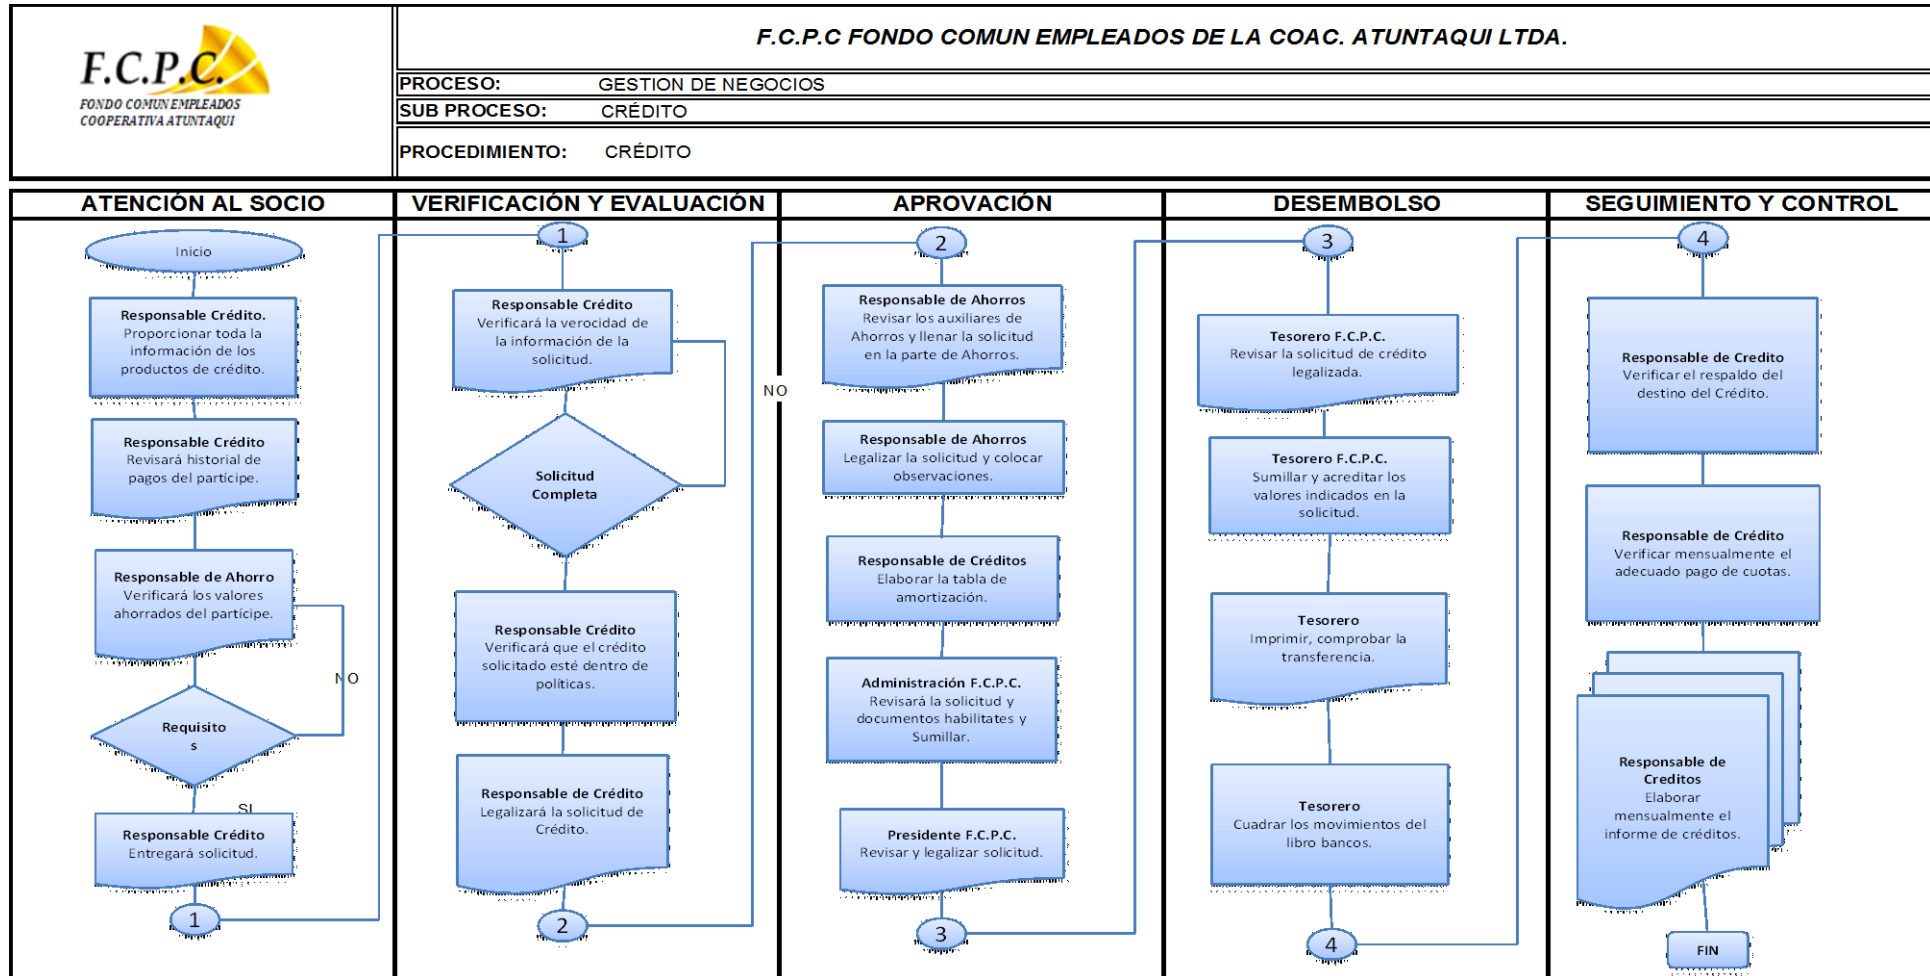 F.C.P.C.
FONDO COMUN EMPLEADOS
COOPERATIVA ATUNTAQUI
F.C.P.C FONDO COMUN EMPLEADOS DE LA COAC. ATUNTAQUI LTDA.
PROCESO: GESTION DE NEGOCIOS
SUB PROCESO: CRÉDITO
PROCEDIMIENTO: CRÉDITO
ATENCIÓN AL SOCIO
Inicio
Responsable Crédito.
Proporcionar toda la
información de los
productos de crédito.
Responsable Crédito
Revisará historial de
pagos del partícipe.
Responsable de Ahorro
Verificará los valores
ahorrados del partícipe.
NO
Requisito
s
SI
Responsable Crédito
Entregará solicitud.
1
VERIFICACIÓN Y EVALUACIÓN
1
Responsable Crédito
Verificará la verocidad de
la información de la
solicitud.
NO
Solicitud
Completa
Responsable Crédito
Verificará que el crédito
solicitado esté dentro de
políticas.
Responsable de Crédito
Legalizará la solicitud de
Crédito.
2
APROVACIÓN
2
Responsable de Ahorros
Revisar los auxiliares de
Ahorros y llenar la solicitud
en la parte de Ahorros.
Responsable de Ahorros
Legalizar la solicitud y colocar
observaciones.
Responsable de Créditos
Elaborar la tabla de
amortización.
Administración F.C.P.C.
Revisará la solicitud y
documentos habilitates y
Sumillar.
Presidente F.C.P.C.
Revisar y legalizar solicitud.
3
DESEMBOLSO
3
Tesorero F.C.P.C.
Revisar la solicitud de crédito
legalizada.
Tesorero F.C.P.C.
Sumillar y acreditar los
valores indicados en la
solicitud.
Tesorero
Imprimir, comprobar la
transferencia.
Tesorero
Cuadrar los movimientos del
libro bancos.
4
SEGUIMIENTO Y CONTROL
4
Responsable de Credito
Verificar el respaldo del
destino del Crédito.
Responsable de Crédito
Verificar mensualmente el
adecuado pago de cuotas.
Responsable de
Creditos
Elaborar
mensualmente el
informe de créditos.
FIN